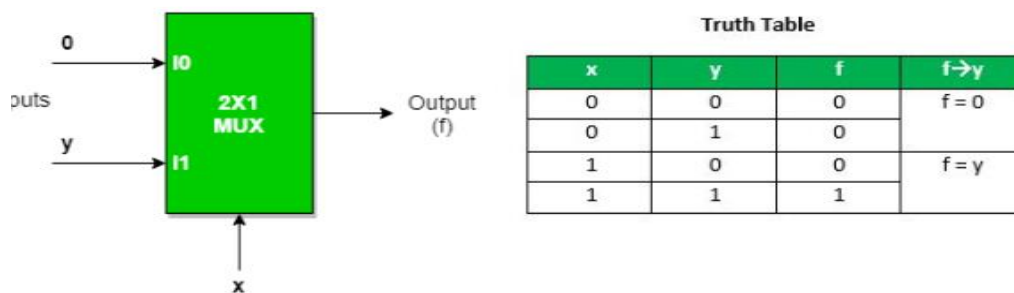 0
I0
puts
2X1
MUX
Output
(f)
y
I1
x
Truth Table
x y f f→y
0 0 0 f = 0
0 1 0
1 0 0 f = y
1 1 1